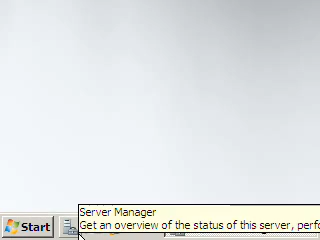 Server Manager
Get an overview of the status of this server, perfo
Start